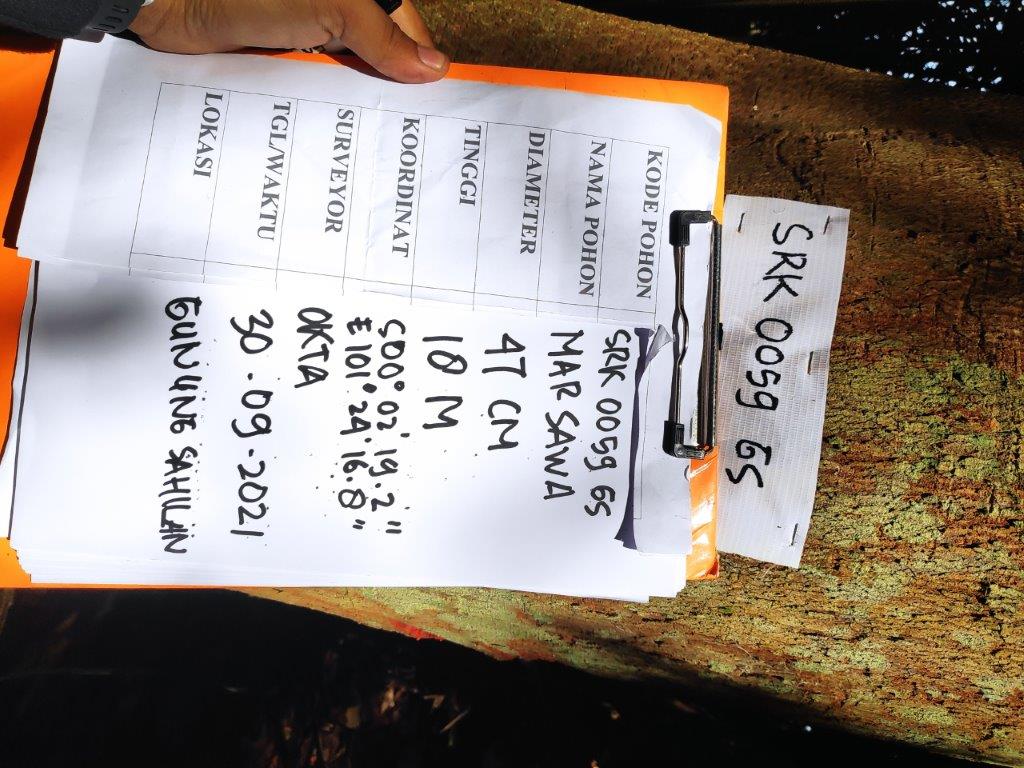 SRK 0059 GS
KODE POHON SRK 0059 GS
NAMA POHON MARSAWA
DIAMETER 47 CM
TINGGI 18 M
KOORDINAT S00° 02' 19.2"
E 101° 24' 16.8"
SURVEYOR OKTA
TGL/WAKTU 30.09.2021
LOKASI GUNUNG SAHILAN